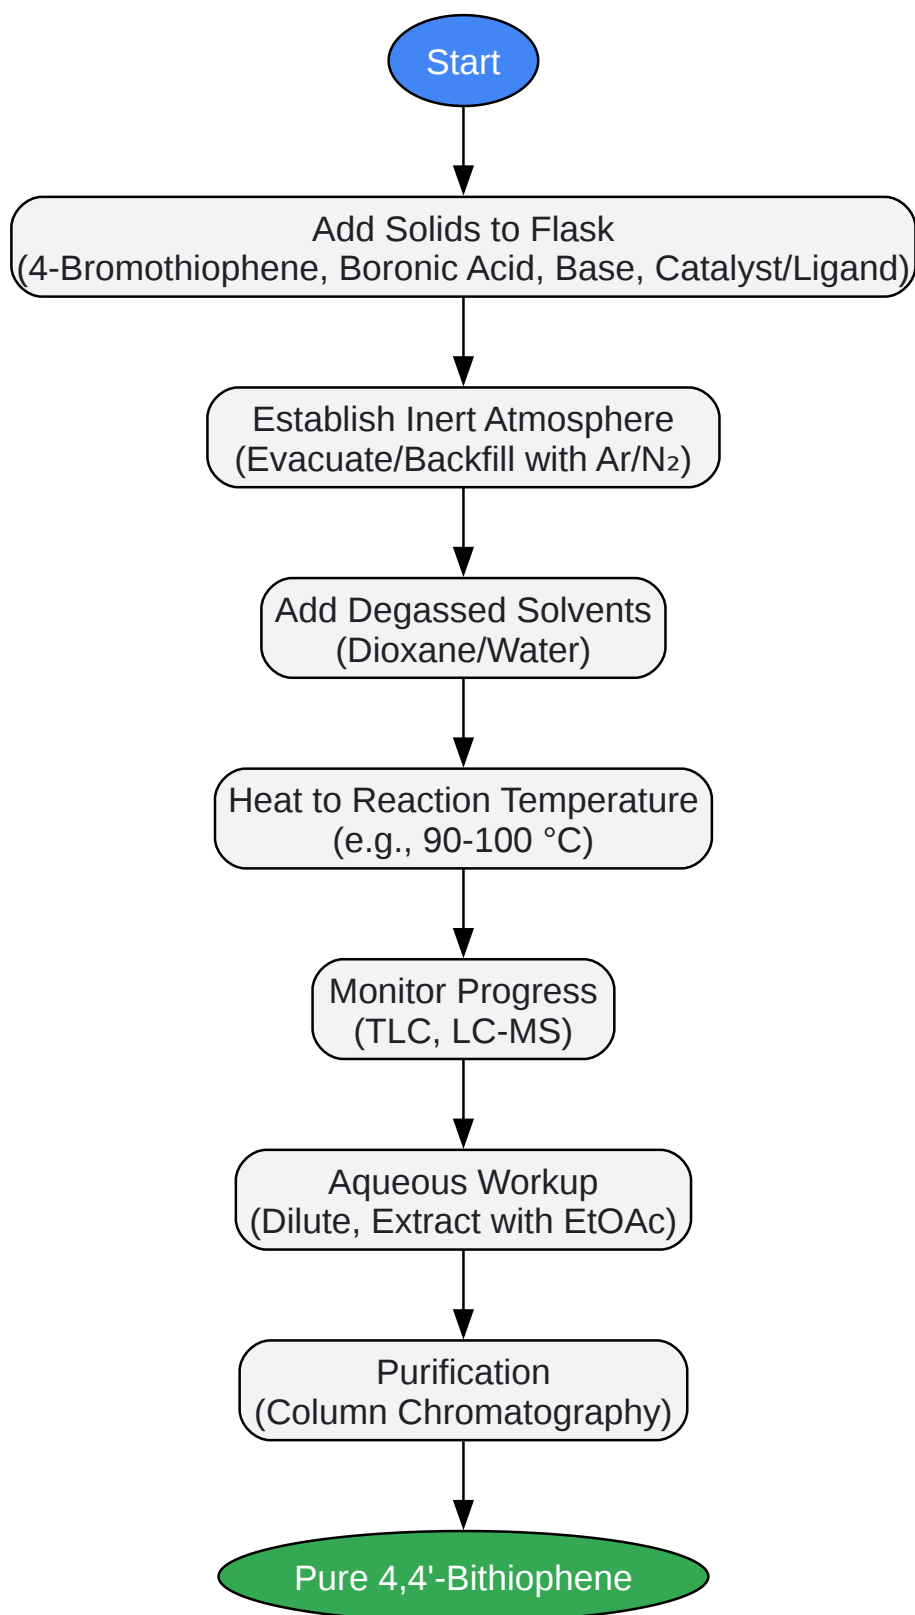 Start
Add Solids to Flask
(4-Bromothiophene, Boronic Acid, Base, Catalyst/Ligand)
Establish Inert Atmosphere
(Evacuate/Backfill with Ar/N₂)
Add Degassed Solvents
(Dioxane/Water)
Heat to Reaction Temperature
(e.g., 90-100 °C)
Monitor Progress
(TLC, LC-MS)
Aqueous Workup
(Dilute, Extract with EtOAc)
Purification
(Column Chromatography)
Pure 4,4'-Bithiophene